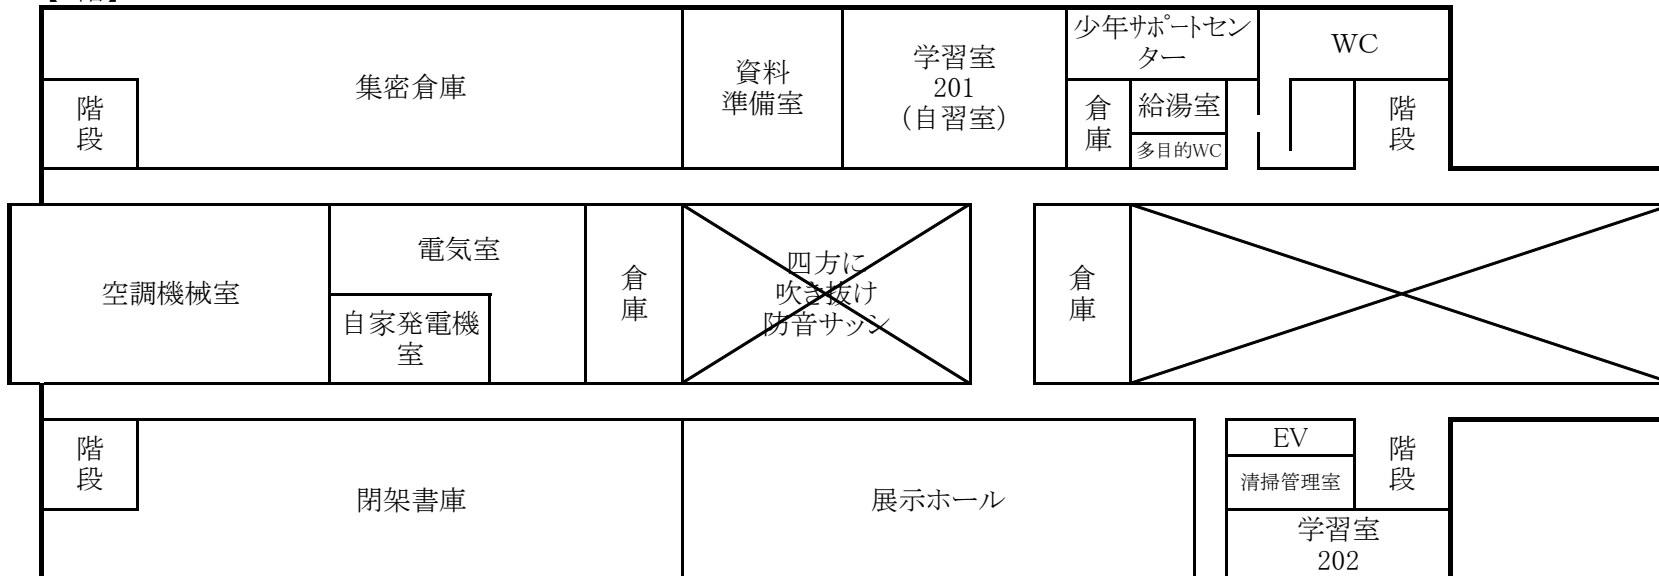 集密倉庫
階
段
資料
準備室
学習室
201
(自習室)
少年サポートセン
ター
WC
倉
庫
給湯室
多目的WC
階
段
空調機械室
電気室
自家発電機
室
倉
庫
四方に
吹き抜け
防音サッシ
倉
庫
階
段
閉架書庫
展示ホール
EV
清掃管理室
階
段
学習室
202